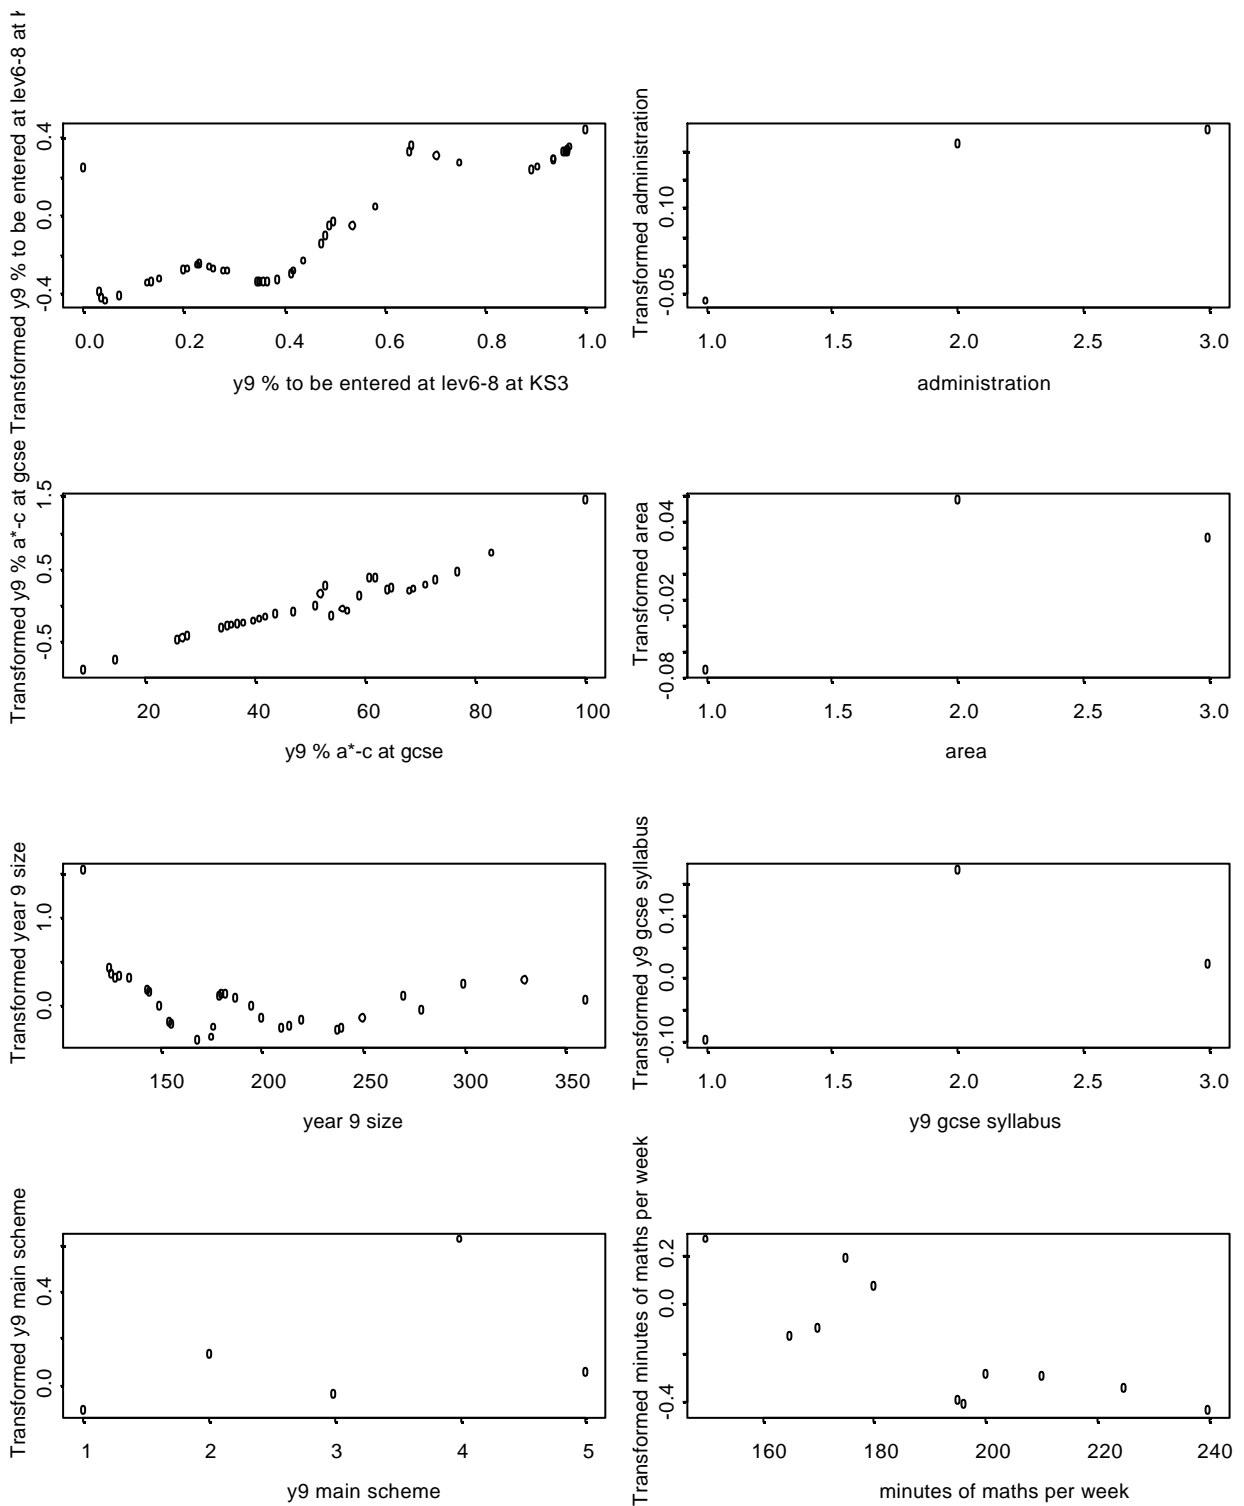 Transformed y9 % to be entered at lev6-8 at
0.4
0.0
-0.4
0.0 0.2 0.4 0.6 0.8 1.0
y9 % to be entered at lev6-8 at KS3
Transformed administration
0.10
-0.05
1.0 1.5 2.0 2.5 3.0
administration
Transformed y9 % a*-c at gcse
1.5
0.5
-0.5
20 40 60 80 100
y9 % a*-c at gcse
Transformed area
0.04
-0.02
-0.08
1.0 1.5 2.0 2.5 3.0
area
Transformed year 9 size
1.0
0.0
150 200 250 300 350
year 9 size
Transformed y9 gcse syllabus
0.10
0.0
-0.10
1.0 1.5 2.0 2.5 3.0
y9 gcse syllabus
Transformed y9 main scheme
0.4
0.0
1 2 3 4 5
y9 main scheme
Transformed minutes of maths per week
0.2
0.0
-0.4
160 180 200 220 240
minutes of maths per week